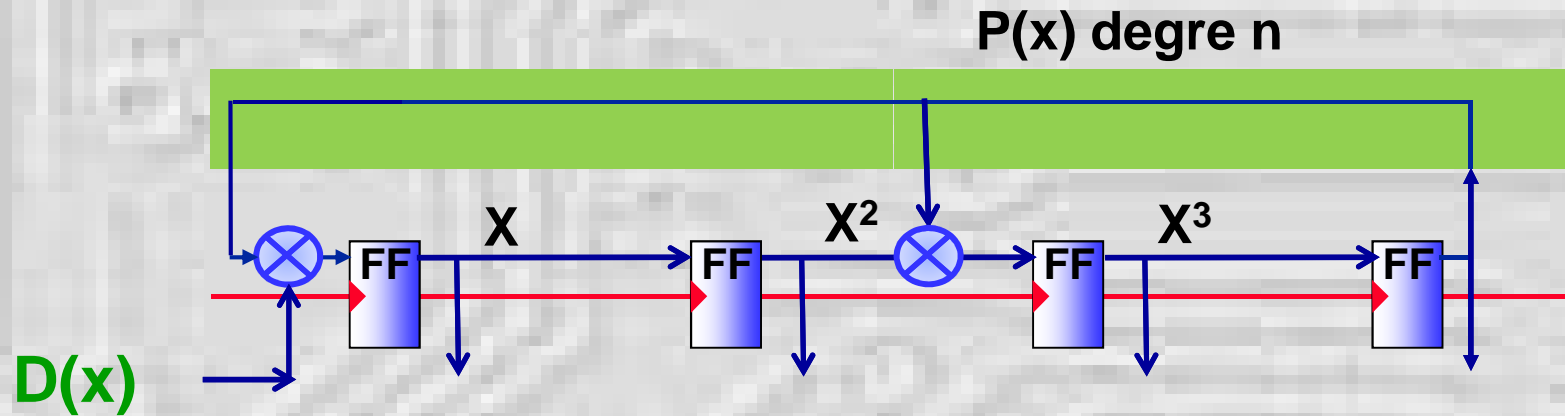 P(x) degre n
X X² X³
FF FF FF FF
D(x)